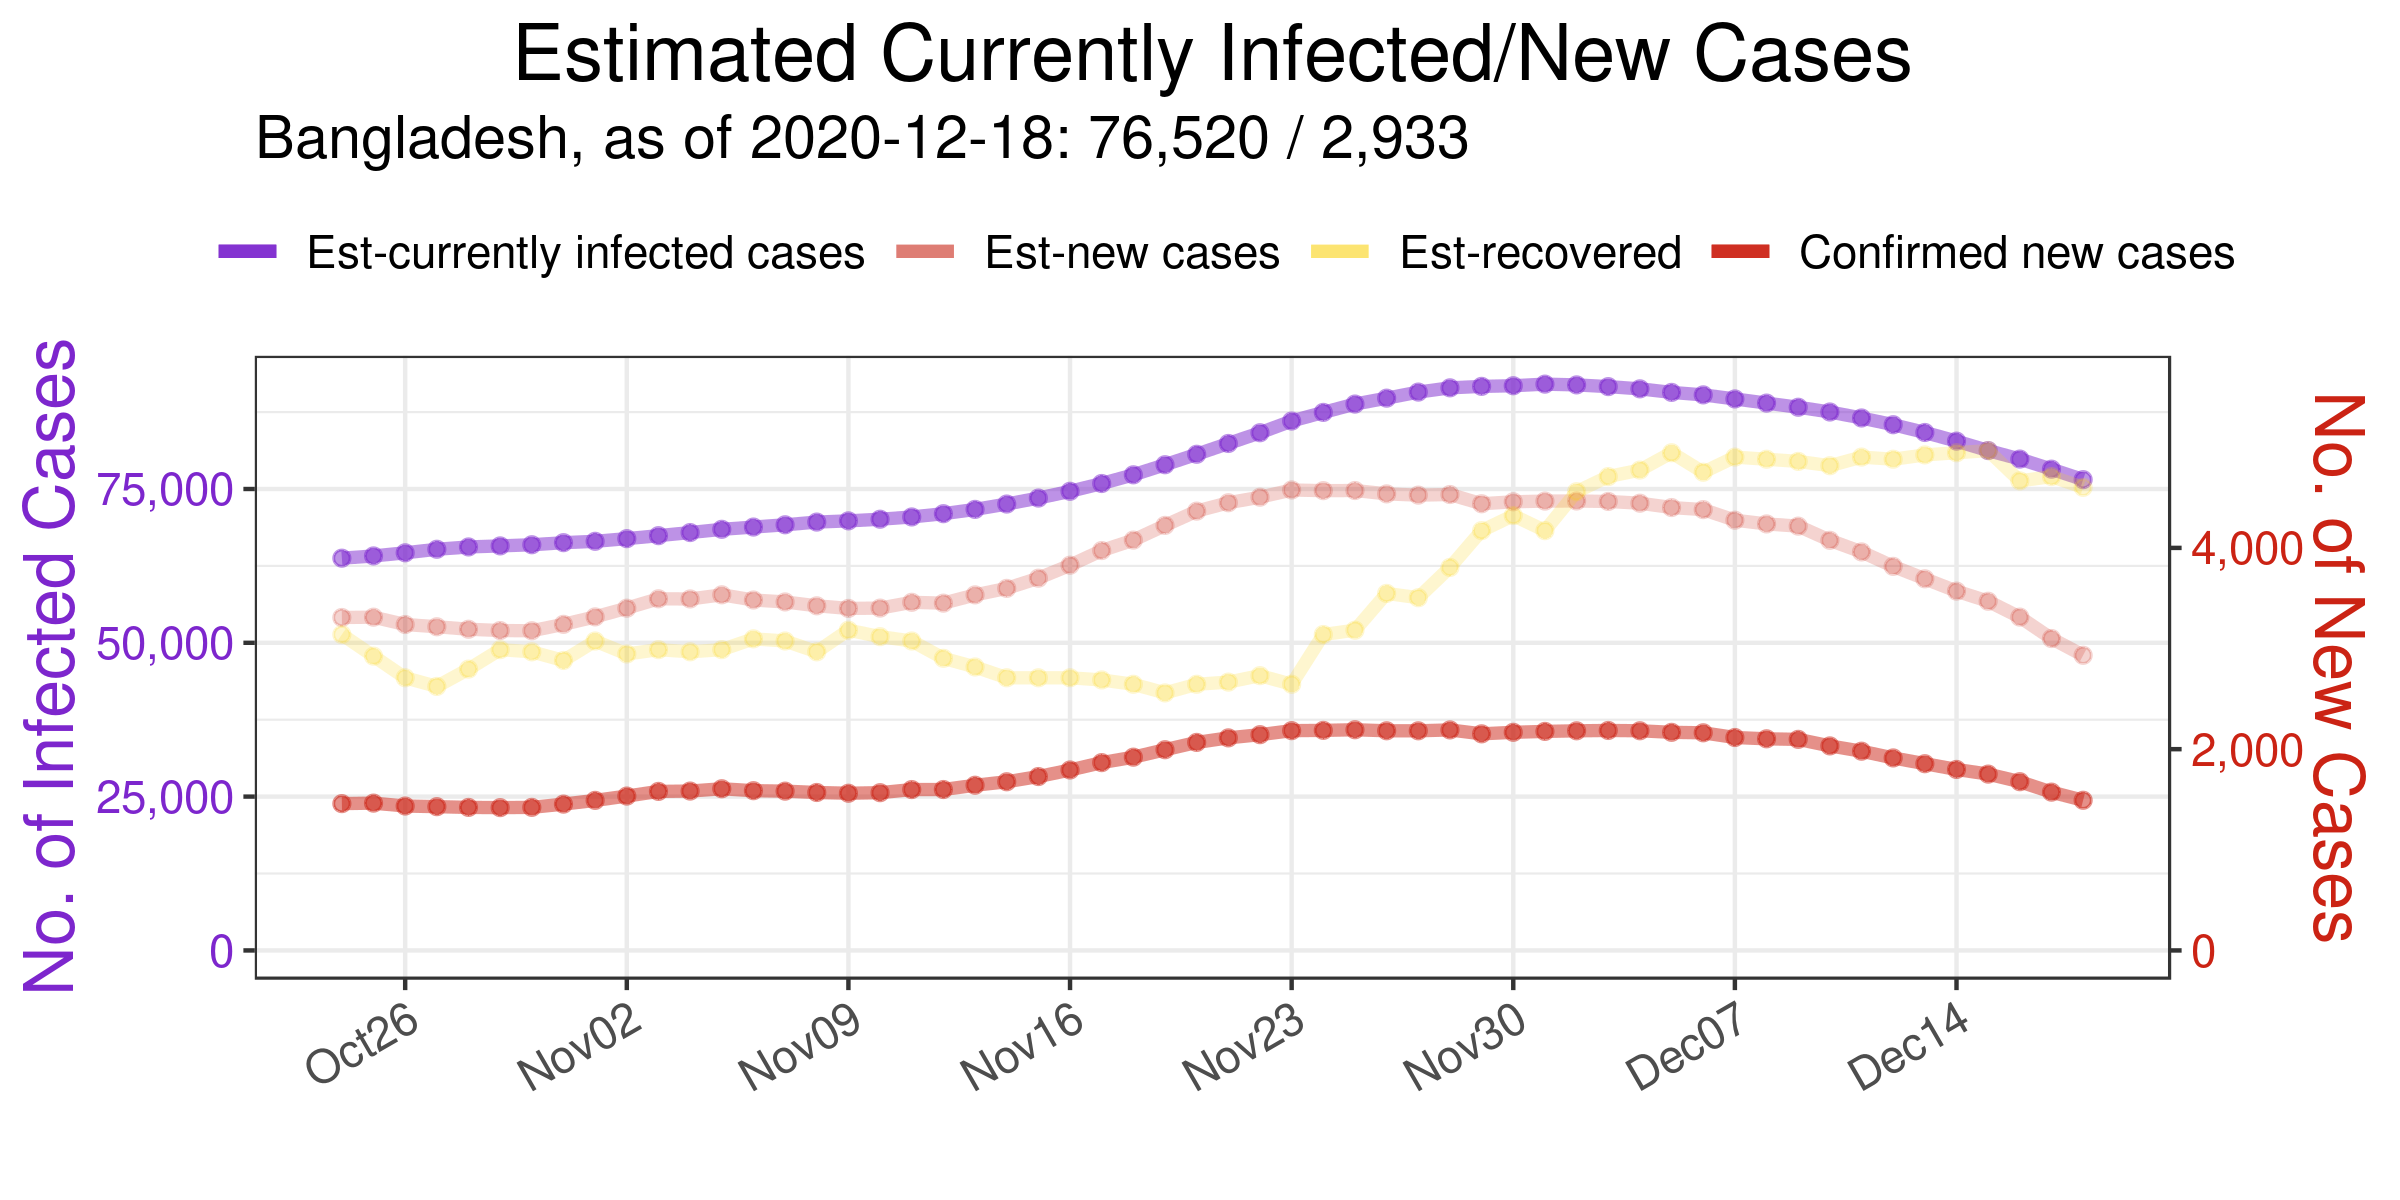 Estimated Currently Infected/New Cases
Bangladesh, as of 2020-12-18: 76,520 / 2,933
Est-currently infected cases Est-new cases Est-recovered Confirmed new cases
No. of Infected Cases
75,000
50,000
25,000
0
4,000
2,000
0
No. of New Cases
Oct26 Nov02 Nov09 Nov16 Nov23 Nov30 Dec07 Dec14